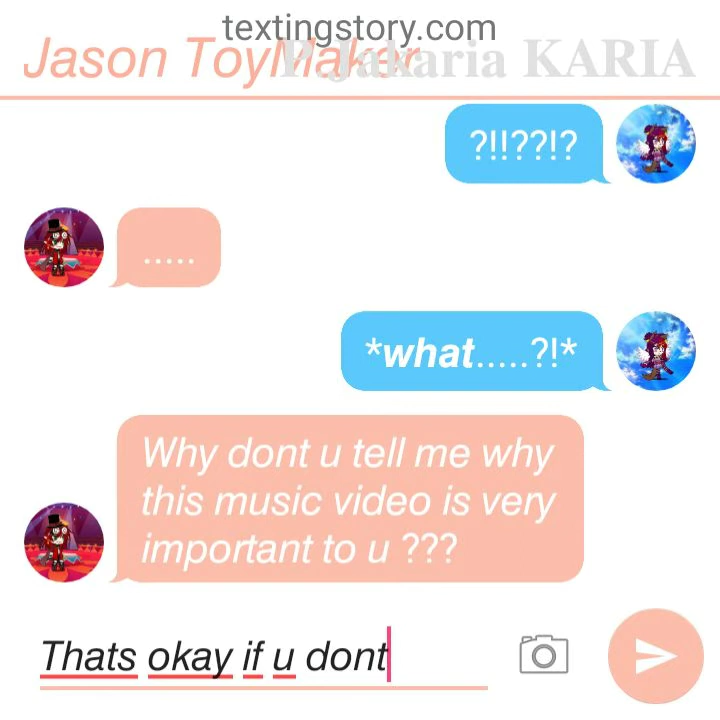 textingstory.com
Jason ToyMaker
P.Jakaria KARIA
?!!??!?
.....
*what.....?!*
Why dont u tell me why
this music video is very
important to u ???
Thats okay if u dont